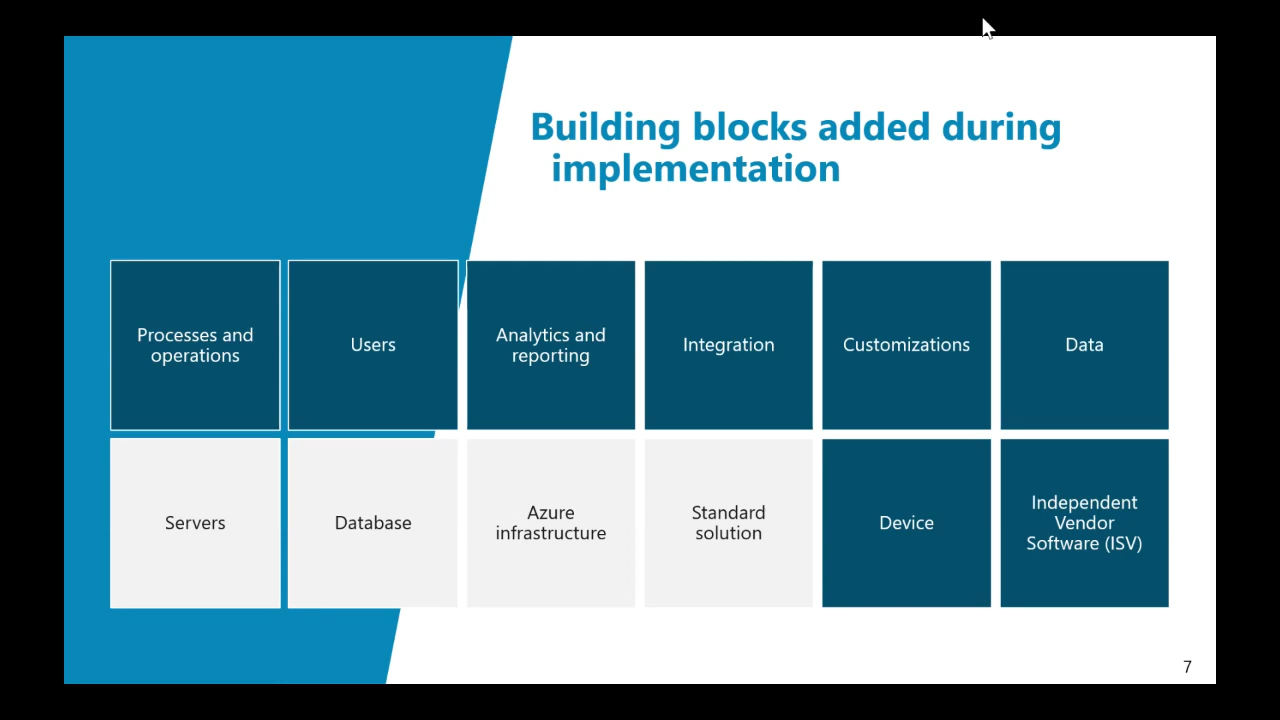 Building blocks added during
implementation
Processes and
operations
Users
Analytics and
reporting
Integration
Customizations
Data
Servers
Database
Azure
infrastructure
Standard
solution
Device
Independent
Vendor
Software (ISV)
7